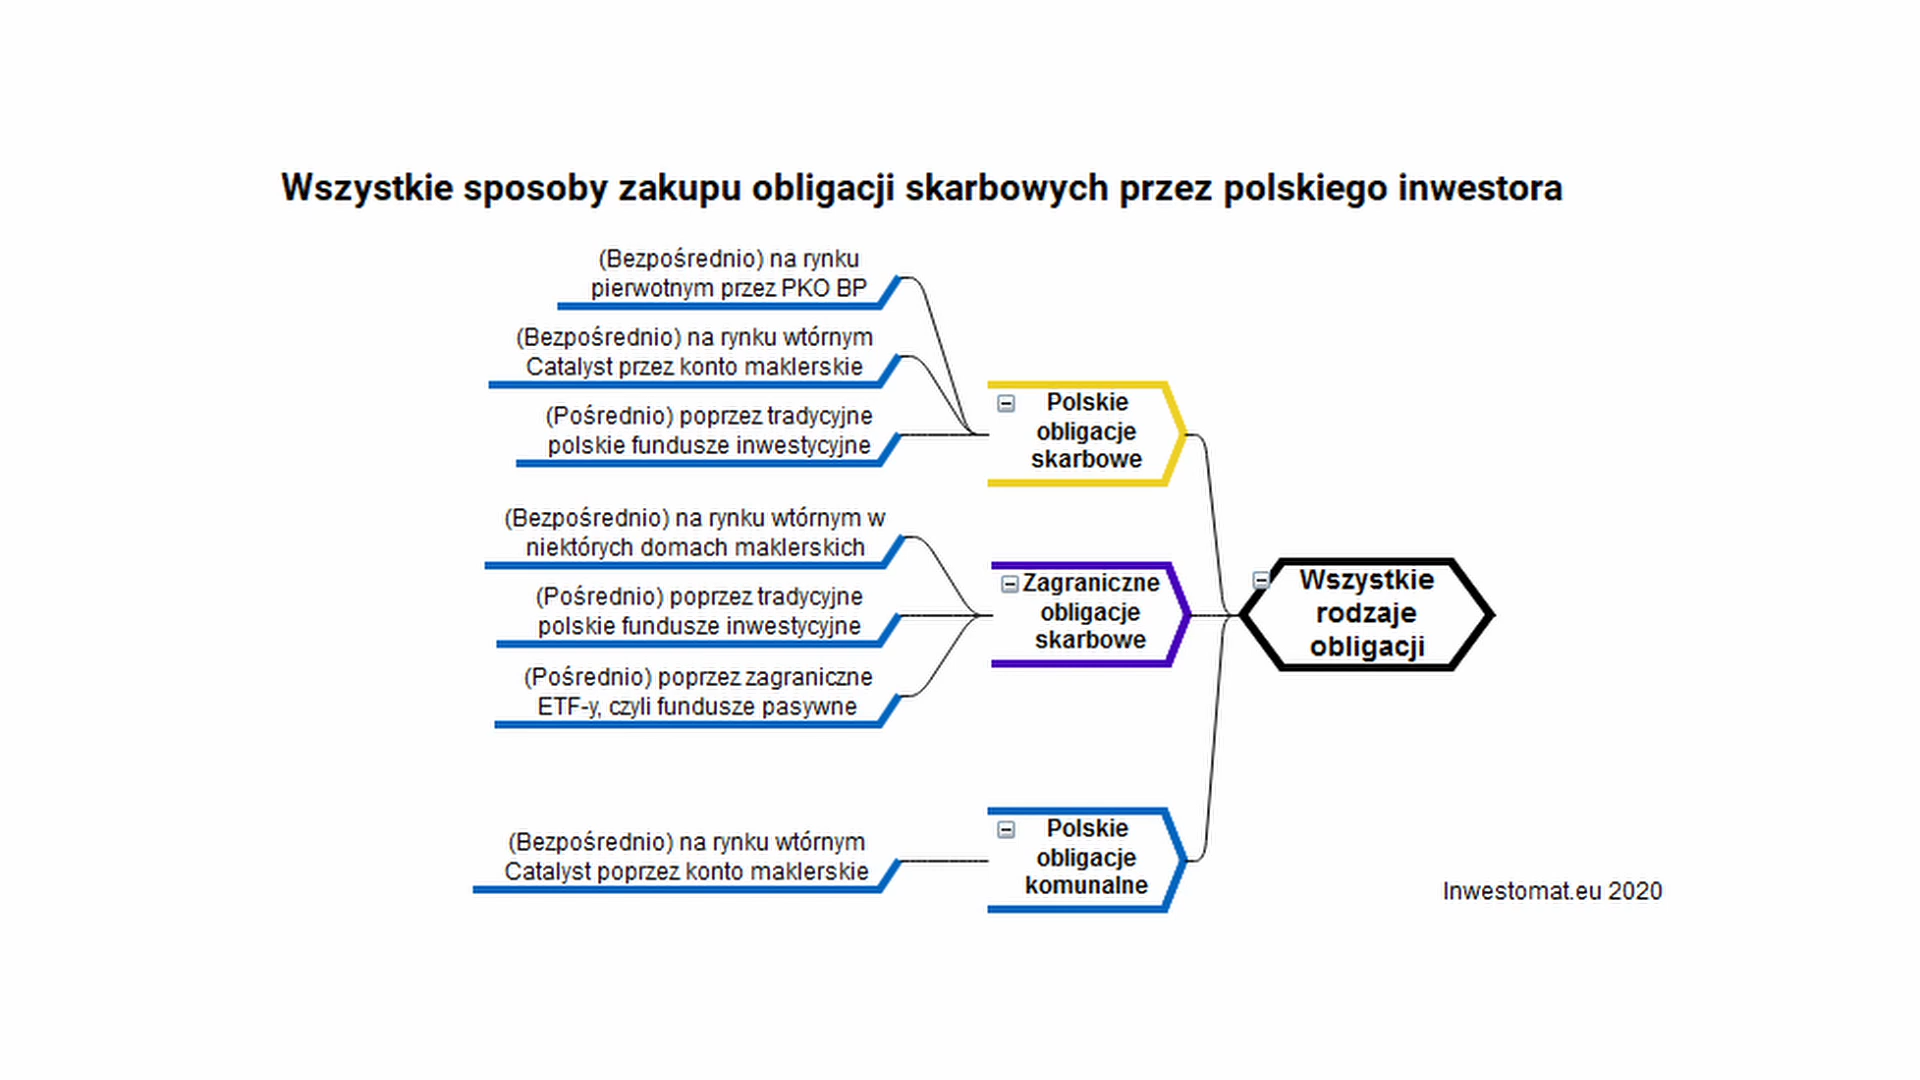 Wszystkie sposoby zakupu obligacji skarbowych przez polskiego inwestora
(Bezpośrednio) na rynku
pierwotnym przez PKO BP
(Bezpośrednio) na rynku wtórnym
Catalyst przez konto maklerskie
(Pośrednio) poprzez tradycyjne
polskie fundusze inwestycyjne
Polskie
obligacje
skarbowe
(Bezpośrednio) na rynku wtórnym w
niektórych domach maklerskich
(Pośrednio) poprzez tradycyjne
polskie fundusze inwestycyjne
(Pośrednio) poprzez zagraniczne
ETF-y, czyli fundusze pasywne
Zagraniczne
obligacje
skarbowe
Wszystkie
rodzaje
obligacji
(Bezpośrednio) na rynku wtórnym
Catalyst poprzez konto maklerskie
Polskie
obligacje
komunalne
Inwestomat.eu 2020